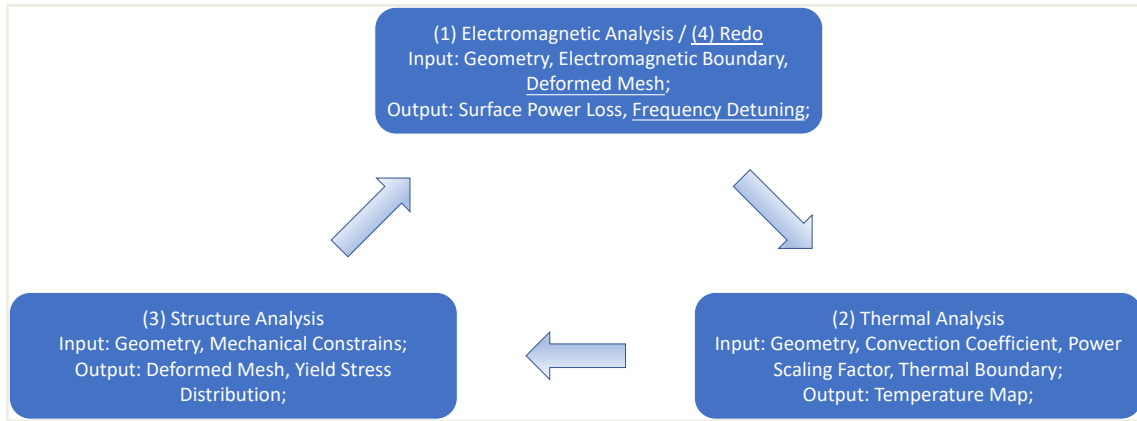 (1) Electromagnetic Analysis / (4) Redo
Input: Geometry, Electromagnetic Boundary,
Deformed Mesh;
Output: Surface Power Loss, Frequency Detuning;
(3) Structure Analysis
Input: Geometry, Mechanical Constrains;
Output: Deformed Mesh, Yield Stress
Distribution;
(2) Thermal Analysis
Input: Geometry, Convection Coefficient, Power
Scaling Factor, Thermal Boundary;
Output: Temperature Map;